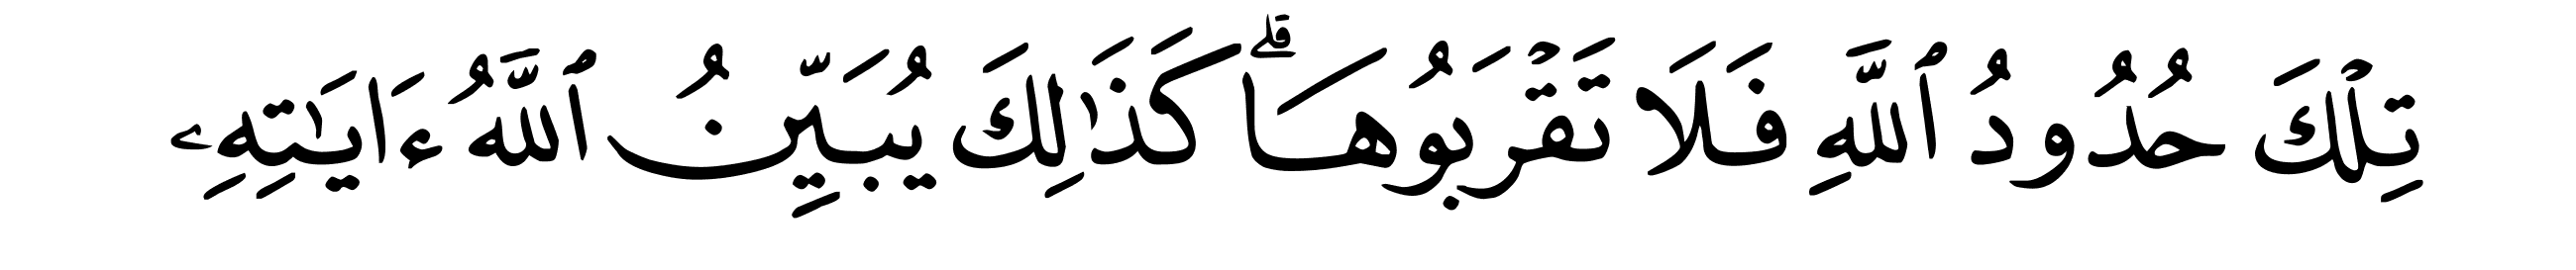 تِلۡكَ حُدُودُ ٱللَّهِ فَلَا تَقۡرَبُوهَاۗ كَذَٰلِكَ يُبَيِّنُ ٱللَّهُ ءَايَٰتِهِۦ